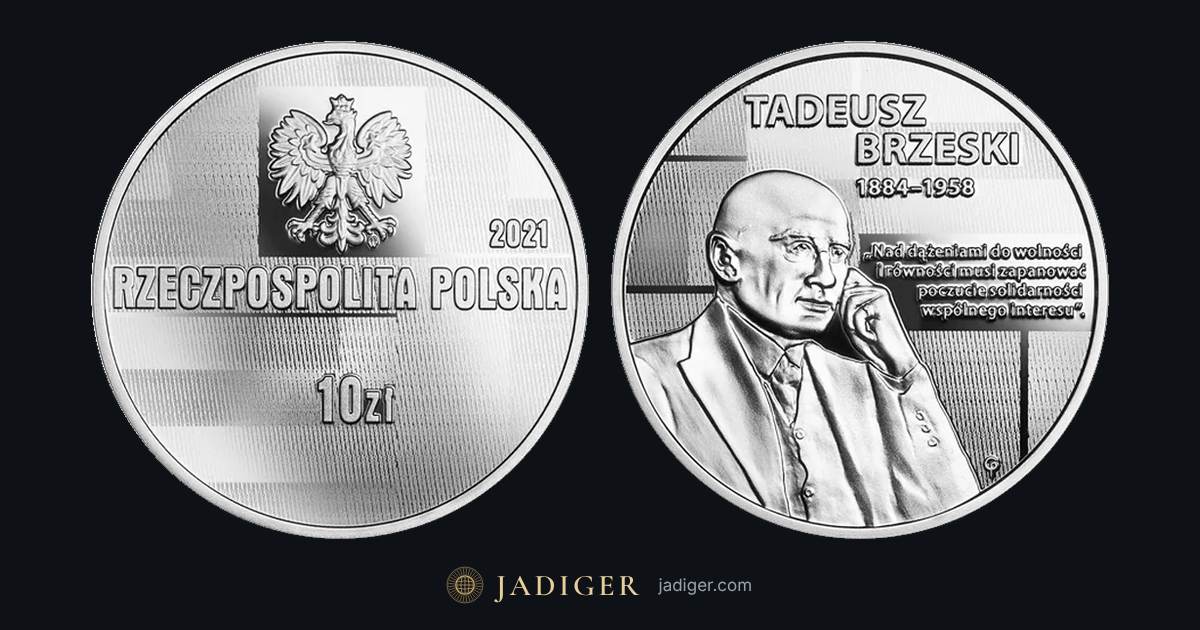 2021
RZECZPOSPOLITA POLSKA
10zł
TADEUSZ
BRZESKI
1884–1958
„Nad dążeniami do wolności
i równości musi zapanować
poczucie solidarności
wspólnego interesu”.
JADIGER
jadiger.com